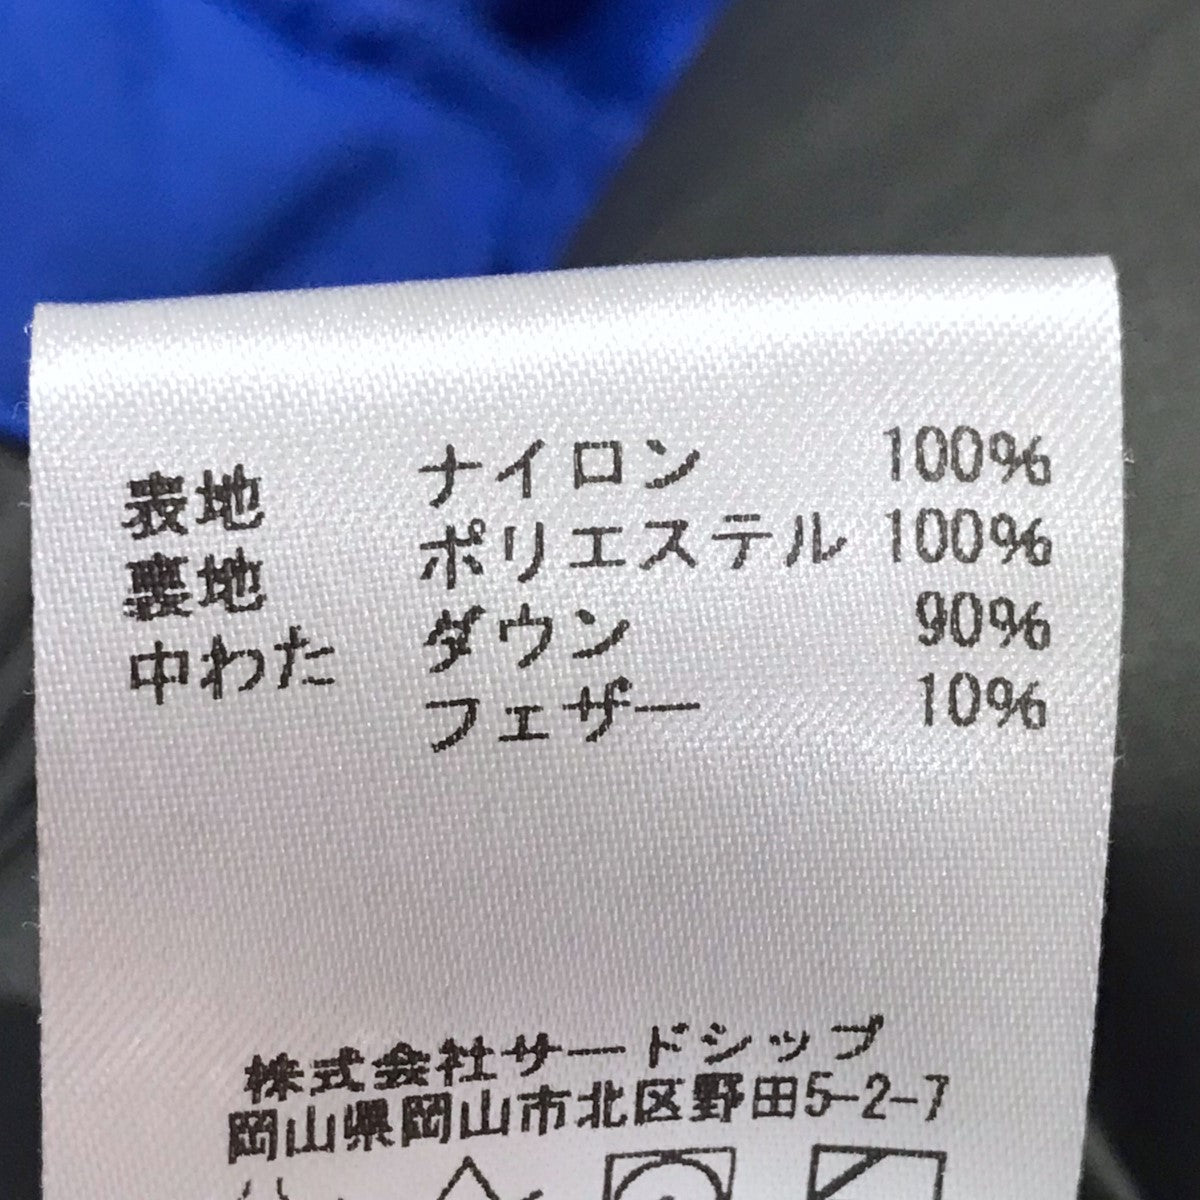 表地 ナイロン 100%
裏地 ポリエステル 100%
中わた ダウン 90%
フェザー 10%
株式会社サードシップ
岡山県岡山市北区野田5-2-7